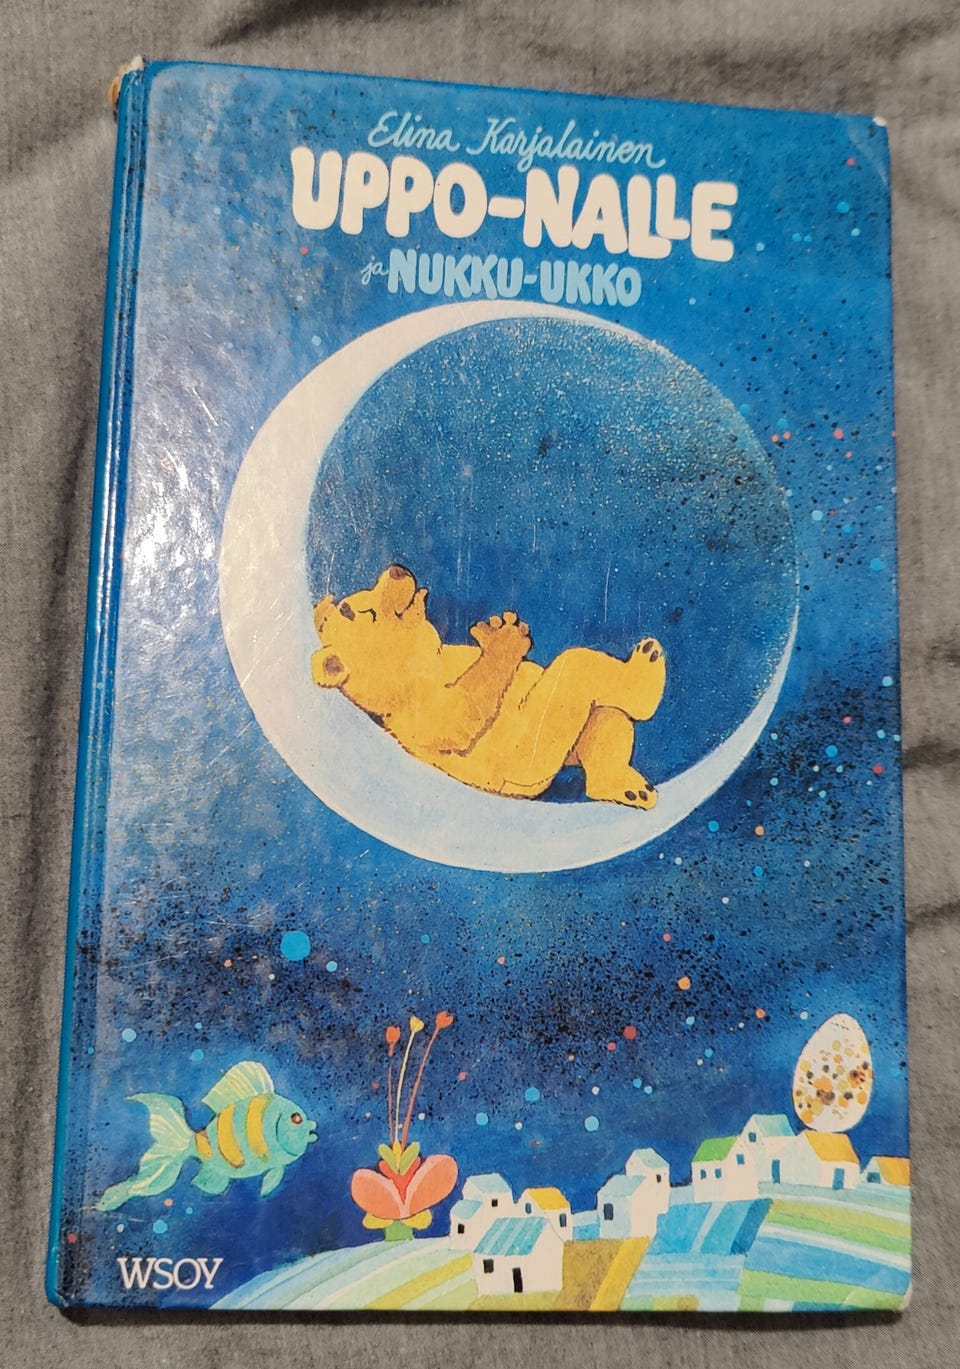 Elina Karjalainen
UPPO-NALLE
ja NUKKU-UKKO
WSOY